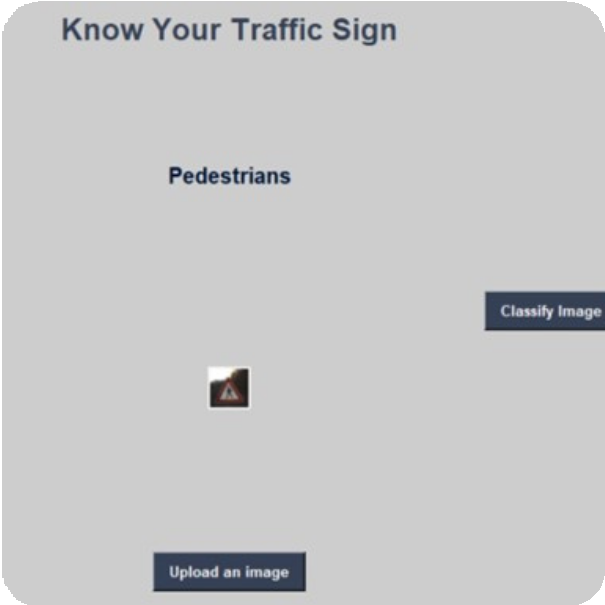 Know Your Traffic Sign
Pedestrians
Classify Image
Upload an image